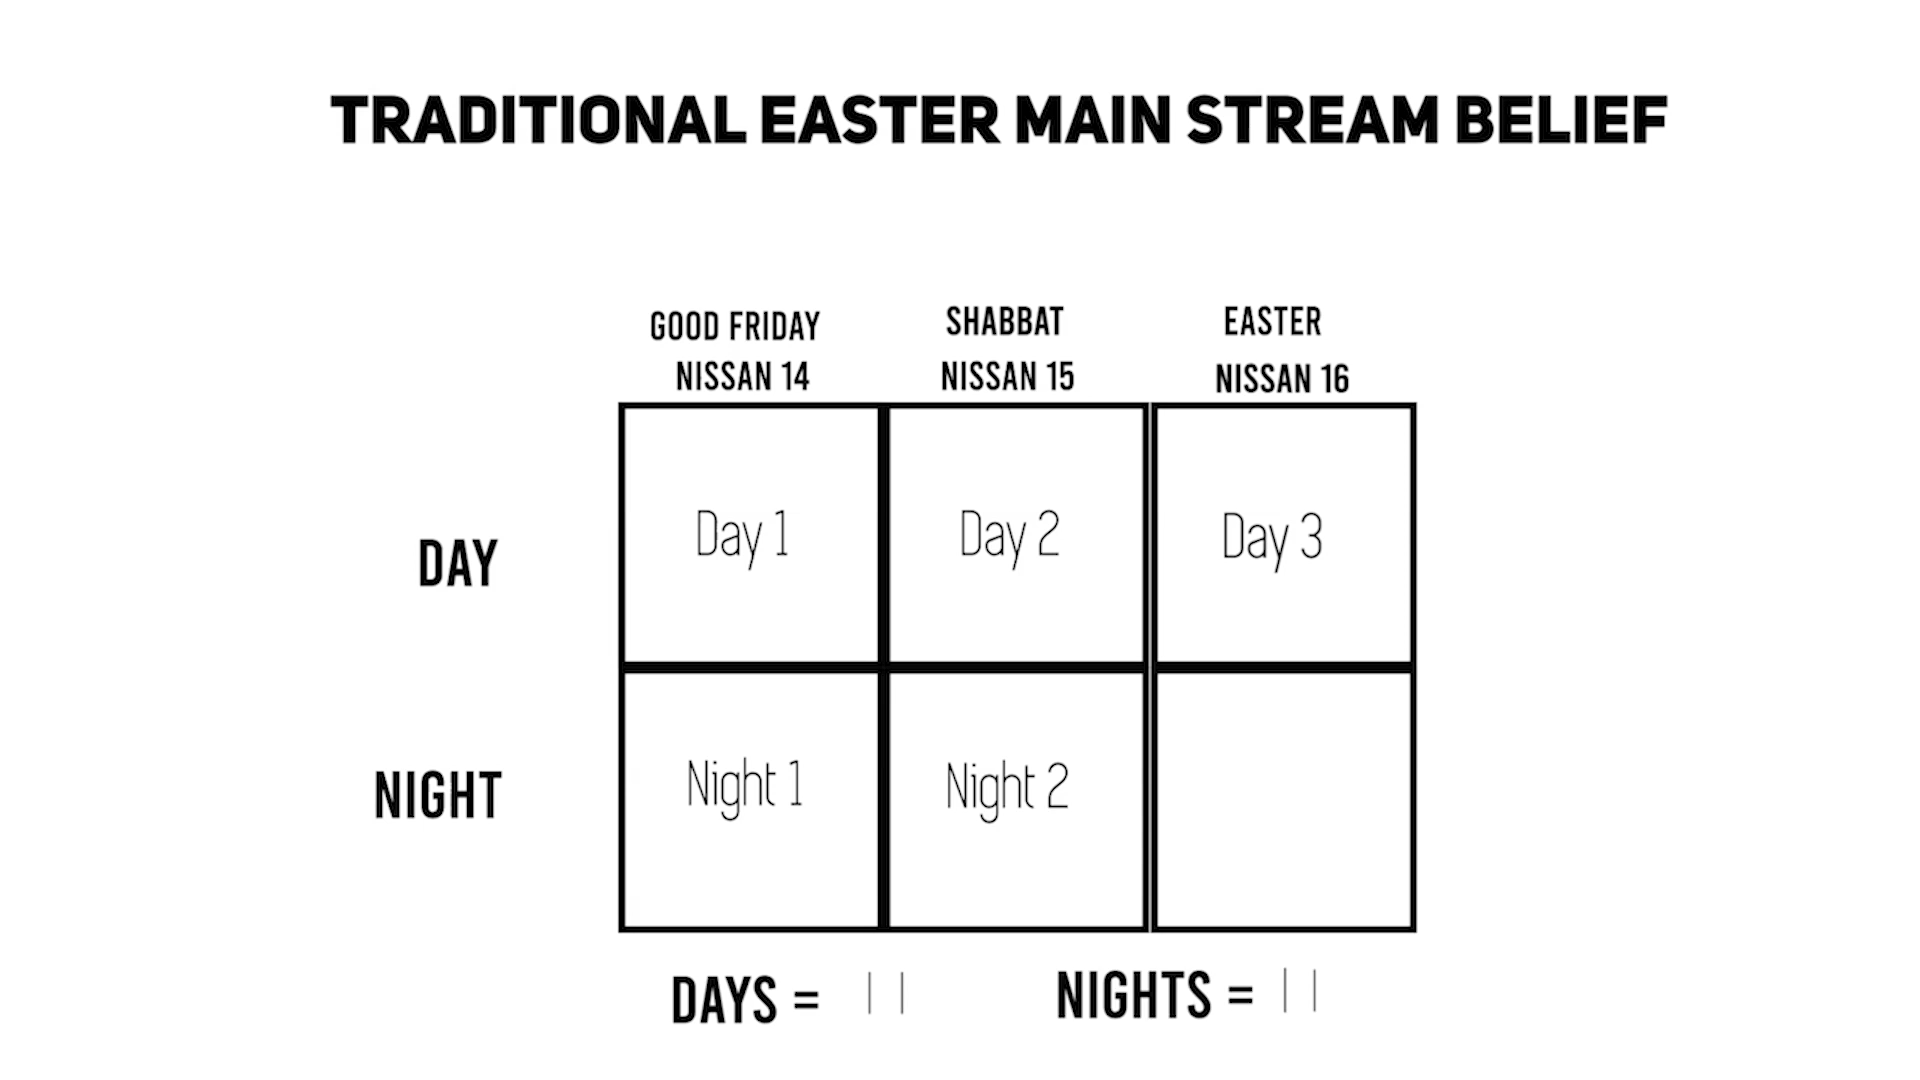 TRADITIONAL EASTER MAIN STREAM BELIEF
GOOD FRIDAY SHABBAT EASTER
NISSAN 14 NISSAN 15 NISSAN 16
DAY Day 1 Day 2 Day 3
NIGHT Night 1 Night 2
DAYS = | | NIGHTS = | |